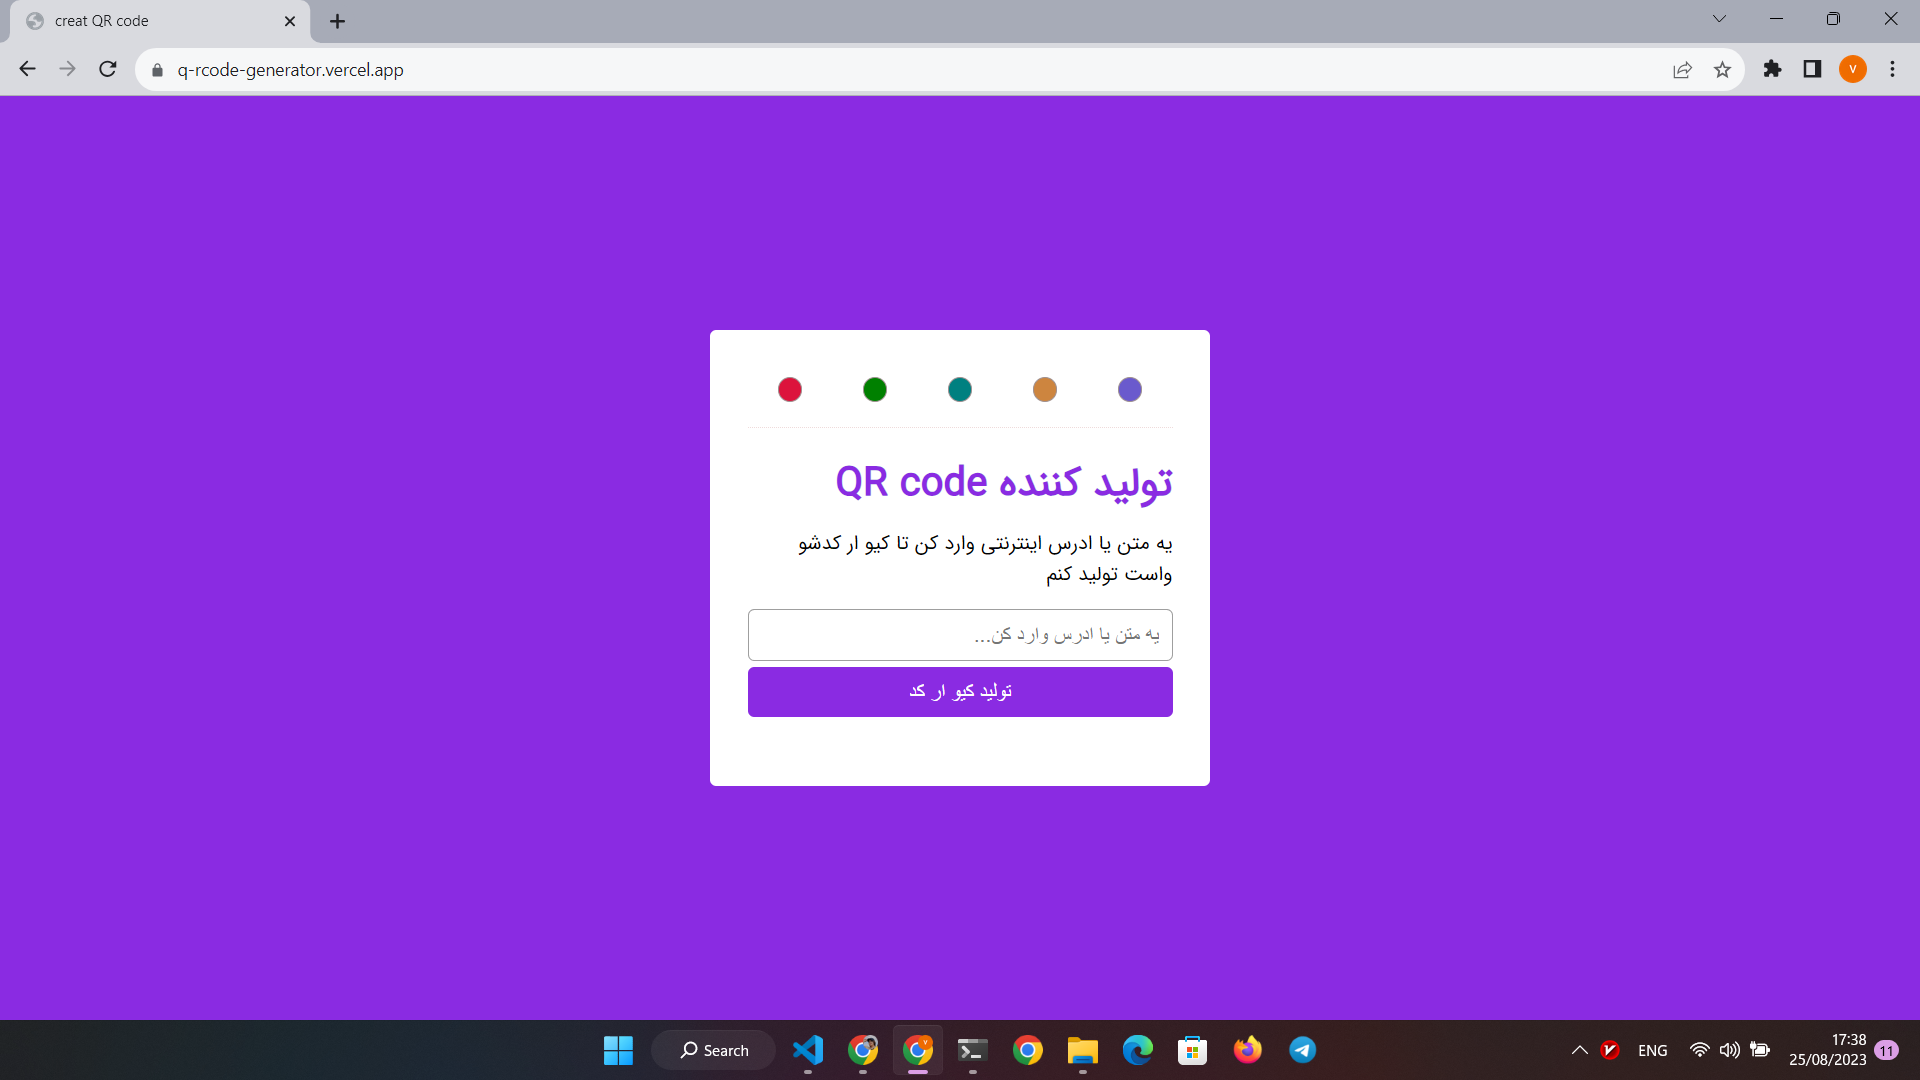 creat QR code
q-rcode-generator.vercel.app
V
تولید کننده QR code
یه متن یا ادرس اینترنتی وارد کن تا کیو ار کدشو
واست تولید کنم
یه متن یا ادرس وارد کن...
تولید کیو ار کد
Search
ENG
17:38
25/08/2023
11